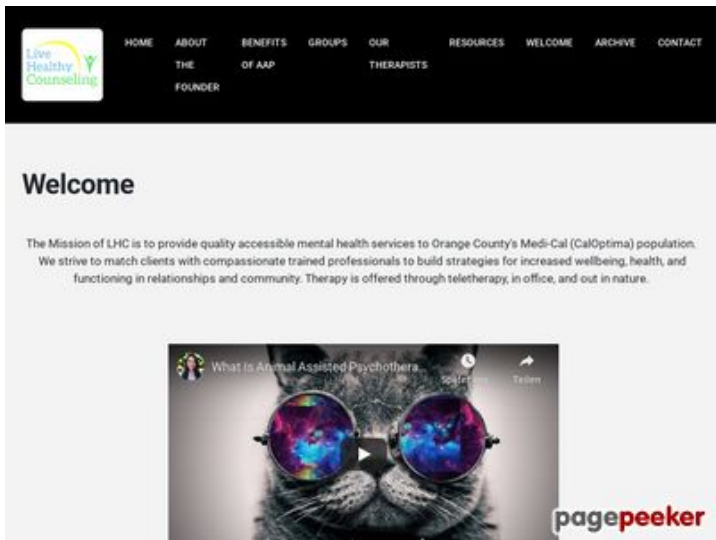 Live
Healthy
Counseling
HOME
ABOUT
THE
FOUNDER
BENEFITS
OF AAP
GROUPS
OUR
THERAPISTS
RESOURCES
WELCOME
ARCHIVE
CONTACT
Welcome
The Mission of LHC is to provide quality accessible mental health services to Orange County's Medi-Cal (CalOptima) population.
We strive to match clients with compassionate trained professionals to build strategies for increased wellbeing, health, and
functioning in relationships and community. Therapy is offered through teletherapy, in office, and out in nature.
What Is Animal Assisted Psychothera...
Teilen
pagepeeker